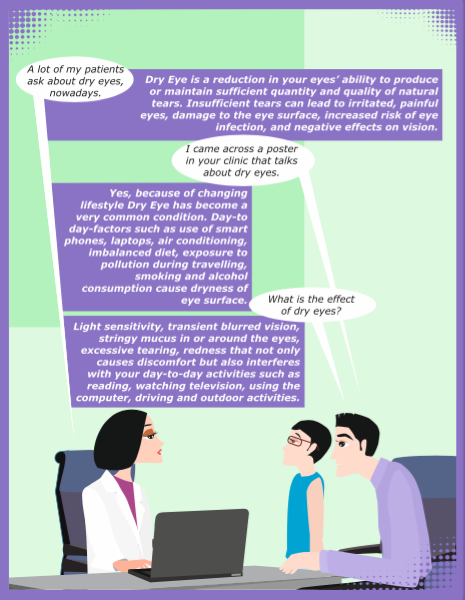 A lot of my patients
ask about dry eyes,
nowadays.
Dry Eye is a reduction in your eyes’ ability to produce
or maintain sufficient quantity and quality of natural
tears. Insufficient tears can lead to irritated, painful
eyes, damage to the eye surface, increased risk of eye
infection, and negative effects on vision.
I came across a poster
in your clinic that talks
about dry eyes.
Yes, because of changing
lifestyle Dry Eye has become a
very common condition. Day-to
day-factors such as use of smart
phones, laptops, air conditioning,
imbalanced diet, exposure to
pollution during travelling,
smoking and alcohol
consumption cause dryness of
eye surface.
What is the effect
of dry eyes?
Light sensitivity, transient blurred vision,
stringy mucus in or around the eyes,
excessive tearing, redness that not only
causes discomfort but also interferes
with your day-to-day activities such as
reading, watching television, using the
computer, driving and outdoor activities.